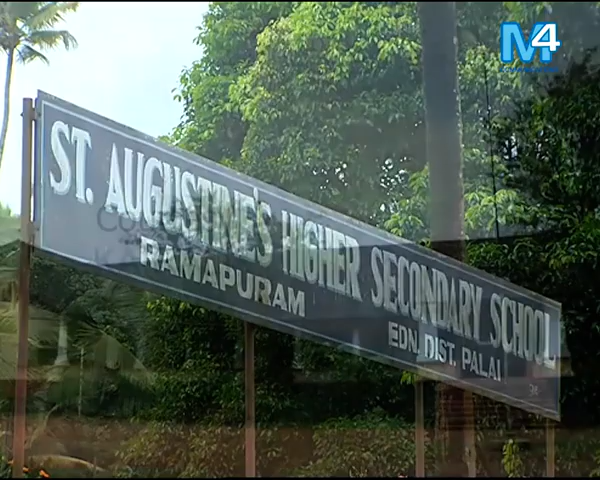 M4
ST. AUGUSTINE'S HIGHER SECONDARY SCHOOL
RAMAPURAM
EDN. DIST. PALAI